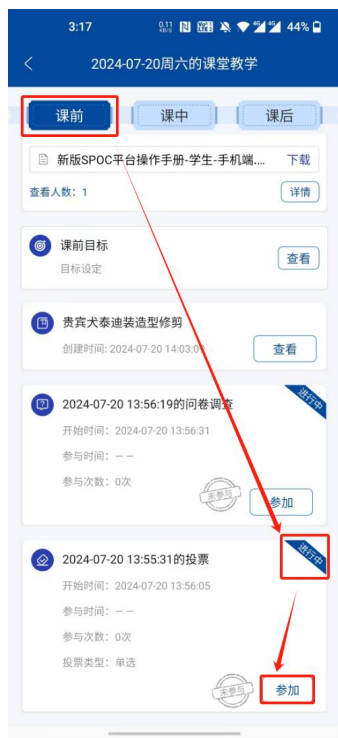 3:17 0.11 KB/S 44%
2024-07-20周六的课堂教学
课前 课中 课后
新版SPOC平台操作手册-学生-手机端.... 下载
查看人数：1 详情
课前目标
目标设定
查看
贵宾犬泰迪装造型修剪
创建时间: 2024-07-20 14:03:09
查看
2024-07-20 13:56:19的问卷调查
进行中
开始时间：2024-07-20 13:56:31
参与时间：－－
参与次数：0次
未参与
参加
2024-07-20 13:55:31的投票
进行中
开始时间：2024-07-20 13:56:05
参与时间：－－
参与次数：0次
投票类型：单选
未参与
参加